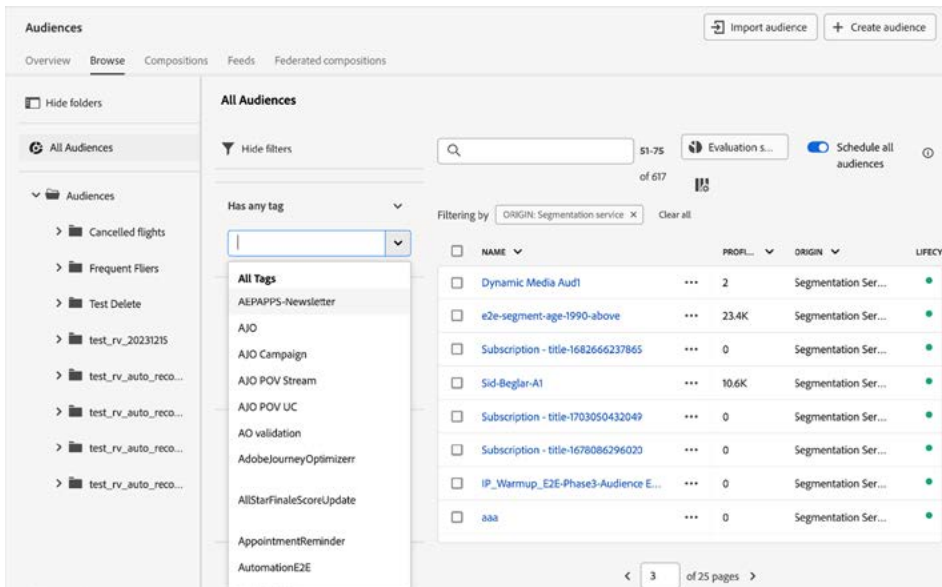 Audiences
Import audience
Create audience
Overview Browse Compositions Feeds Federated compositions
Hide folders
All Audiences
Audiences
Cancelled flights
Frequent Fliers
Test Delete
test_rv_20231215
test_rv_auto_reco...
test_rv_auto_reco...
test_rv_auto_reco...
test_rv_auto_reco...
All Audiences
Hide filters
Has any tag
All Tags
AEPAPPS-Newsletter
AJO
AJO Campaign
AJO POV Stream
AJO POV UC
AO validation
AdobeJourneyOptimizerr
AllStarFinaleScoreUpdate
AppointmentReminder
AutomationE2E
51-75
of 617
Evaluation s...
Schedule all
audiences
Filtering by ORIGIN: Segmentation service Clear all
NAME PROFI... ORIGIN LIFECY
Dynamic Media Aud1 ... 2 Segmentation Ser...
e2e-segment-age-1990-above ... 23.4K Segmentation Ser...
Subscription - title-1682666237865 ... 0 Segmentation Ser...
Sid-Beglar-A1 ... 10.6K Segmentation Ser...
Subscription - title-1703050432049 ... 0 Segmentation Ser...
Subscription - title-1678086296020 ... 0 Segmentation Ser...
IP_Warmup_E2E-Phase3-Audience E... ... 0 Segmentation Ser...
aaa ... 0 Segmentation Ser...
< 3 of 25 pages >